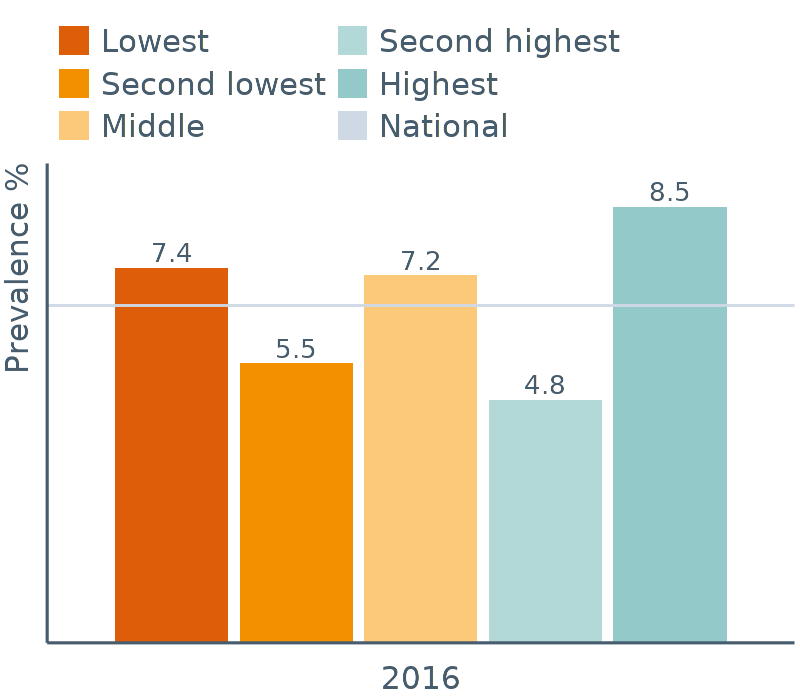 Lowest
Second lowest
Middle
Second highest
Highest
National
Prevalence %
7.4
5.5
7.2
4.8
8.5
2016